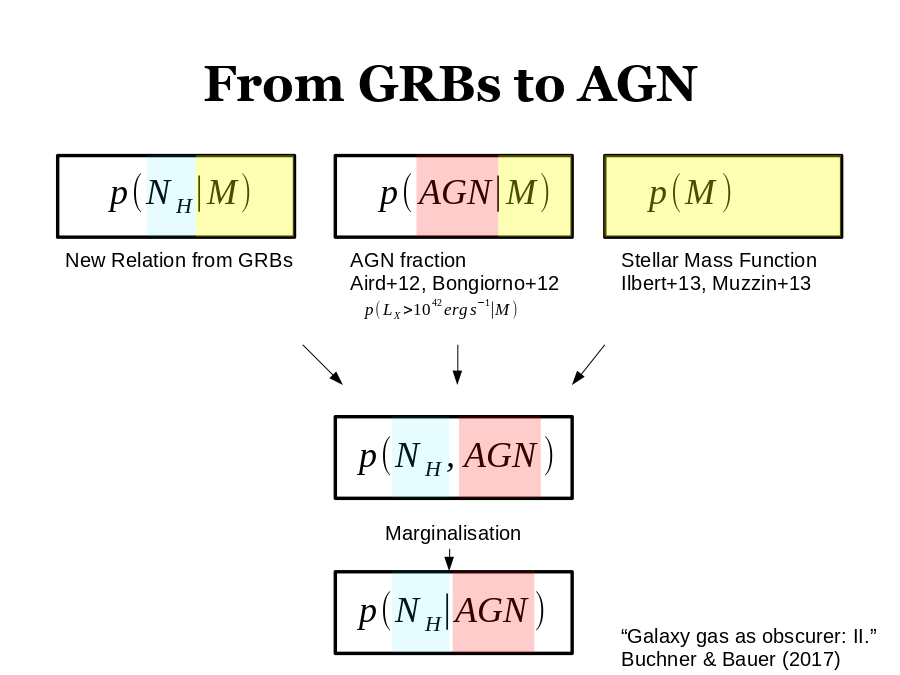 From GRBs to AGN
p(N_H|M)
p(AGN|M)
p(M)
New Relation from GRBs
AGN fraction
Aird+12, Bongiorno+12
p(L_X>10^42 erg s^−1|M)
Stellar Mass Function
Ilbert+13, Muzzin+13
p(N_H, AGN)
Marginalisation
p(N_H|AGN)
“Galaxy gas as obscurer: II.”
Buchner & Bauer (2017)